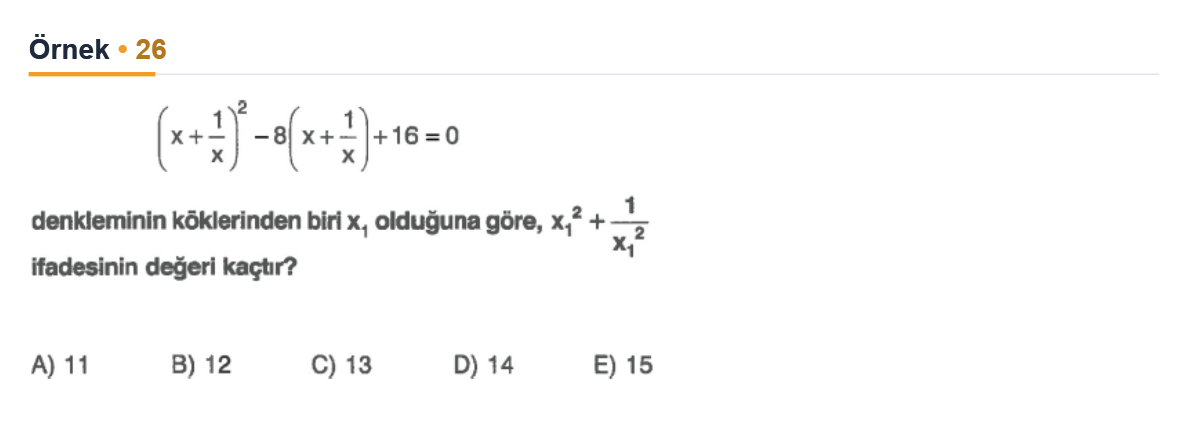 Örnek • 26
(x + 1/x)² − 8(x + 1/x) + 16 = 0
denkleminin köklerinden biri x₁ olduğuna göre, x₁² + 1/x₁²
ifadesinin değeri kaçtır?
A) 11 B) 12 C) 13 D) 14 E) 15